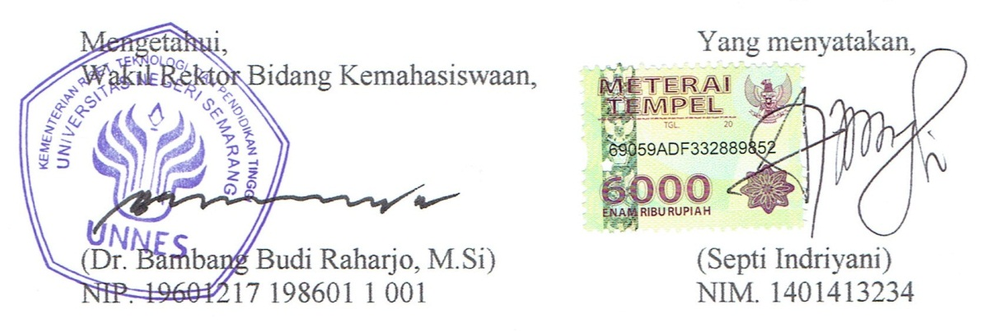 Mengetahui,
Wakil Rektor Bidang Kemahasiswaan,
KEMENTERIAN RISET, TEKNOLOGI DAN PENDIDIKAN TINGGI
UNIVERSITAS NEGERI SEMARANG
UNNES
(Dr. Bambang Budi Raharjo, M.Si)
NIP. 19601217 198601 1 001
Yang menyatakan,
METERAI
TEMPEL
TGL. 20
69059ADF332889852
6000
ENAM RIBU RUPIAH
(Septi Indriyani)
NIM. 1401413234